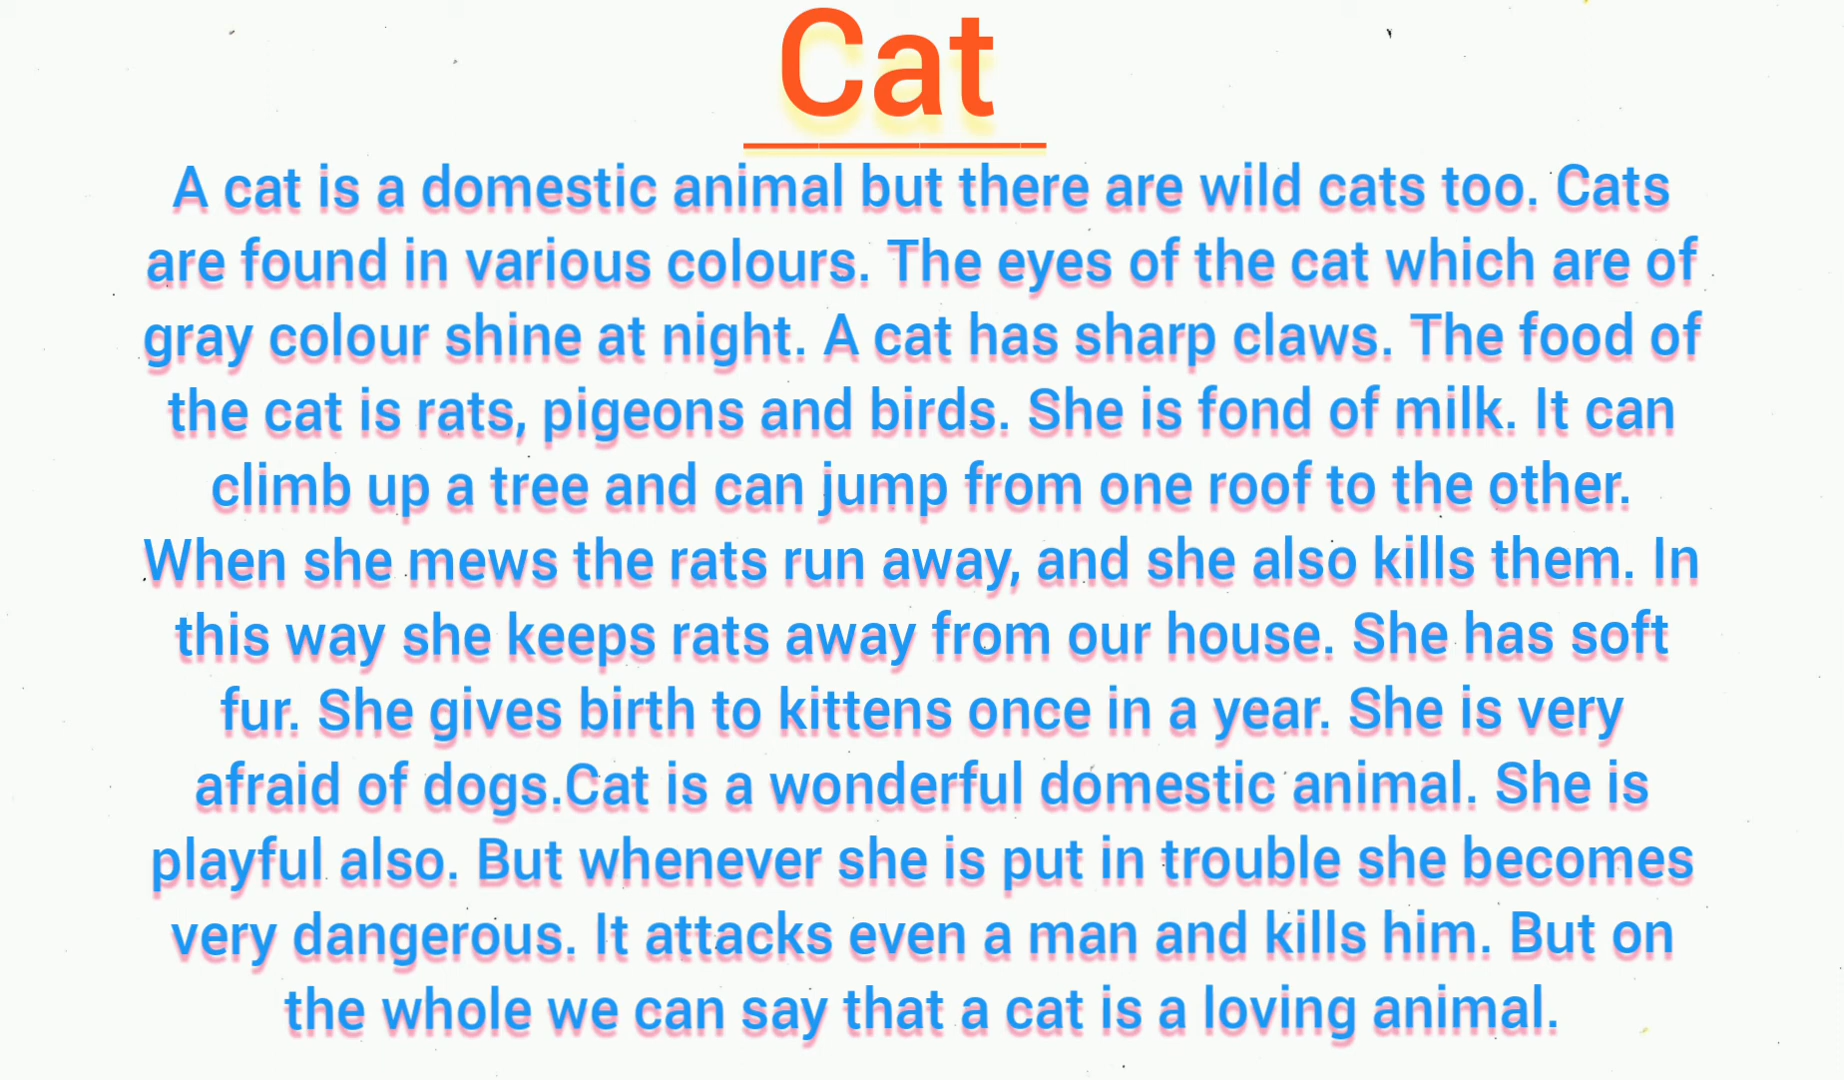 Cat
A cat is a domestic animal but there are wild cats too. Cats
are found in various colours. The eyes of the cat which are of
gray colour shine at night. A cat has sharp claws. The food of
the cat is rats, pigeons and birds. She is fond of milk. It can
climb up a tree and can jump from one roof to the other.
When she mews the rats run away, and she also kills them. In
this way she keeps rats away from our house. She has soft
fur. She gives birth to kittens once in a year. She is very
afraid of dogs.Cat is a wonderful domestic animal. She is
playful also. But whenever she is put in trouble she becomes
very dangerous. It attacks even a man and kills him. But on
the whole we can say that a cat is a loving animal.